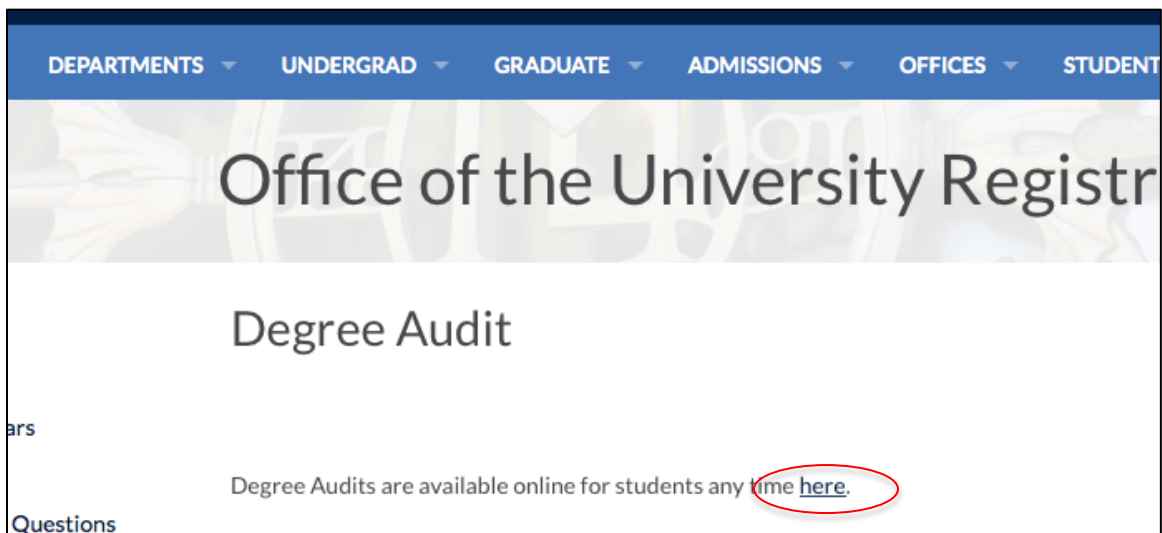 DEPARTMENTS UNDERGRAD GRADUATE ADMISSIONS OFFICES STUDENT
Office of the University Registr
Degree Audit
ars
Degree Audits are available online for students any time here.
Questions